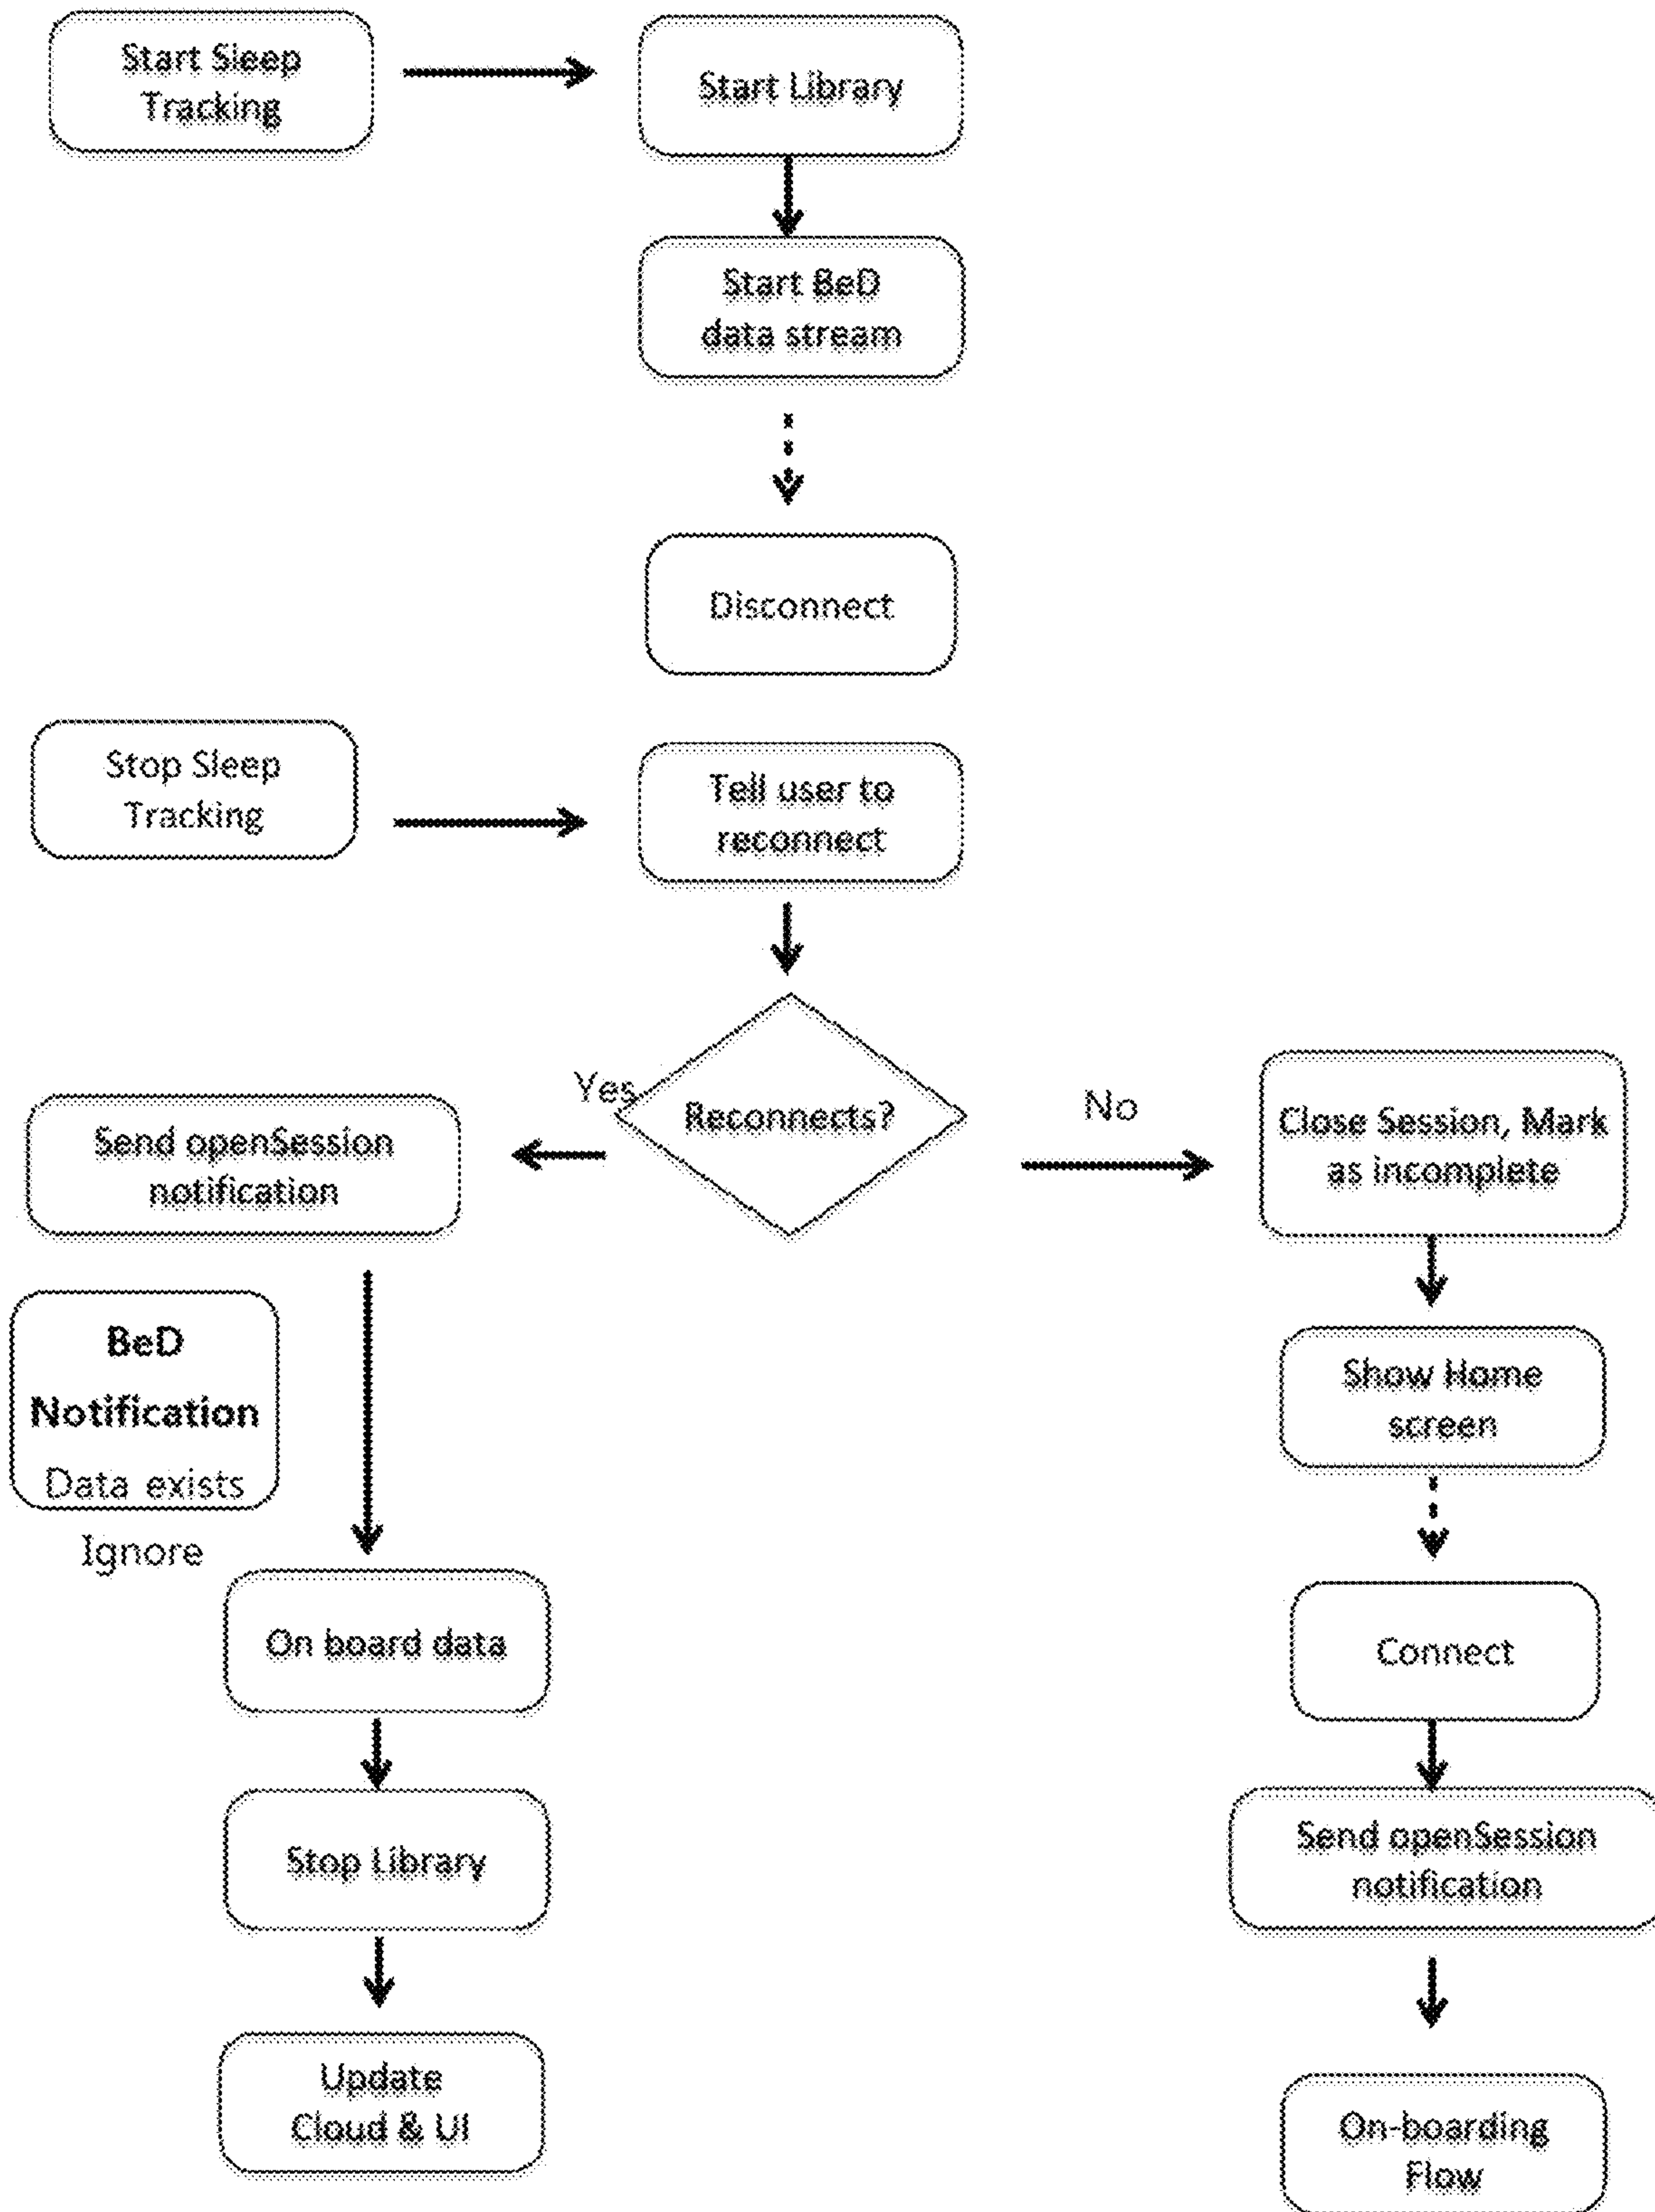 Start Sleep
Tracking
Start Library
Start BeD
data stream
Disconnect
Stop Sleep
Tracking
Tell user to
reconnect
Reconnects?
Yes
No
Send openSession
notification
Close Session, Mark
as incomplete
BeD
Notification
Data exists
Ignore
Show Home
screen
On board data
Connect
Stop Library
Send openSession
notification
Update
Cloud & UI
On-boarding
Flow